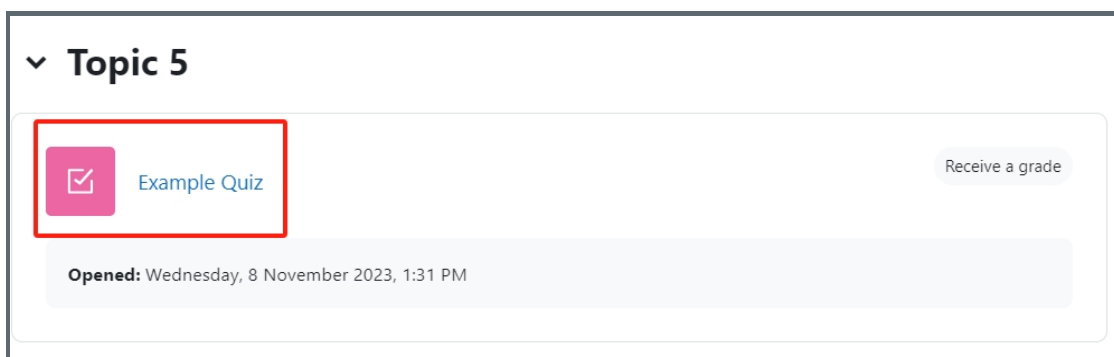 Topic 5
Example Quiz
Receive a grade
Opened: Wednesday, 8 November 2023, 1:31 PM